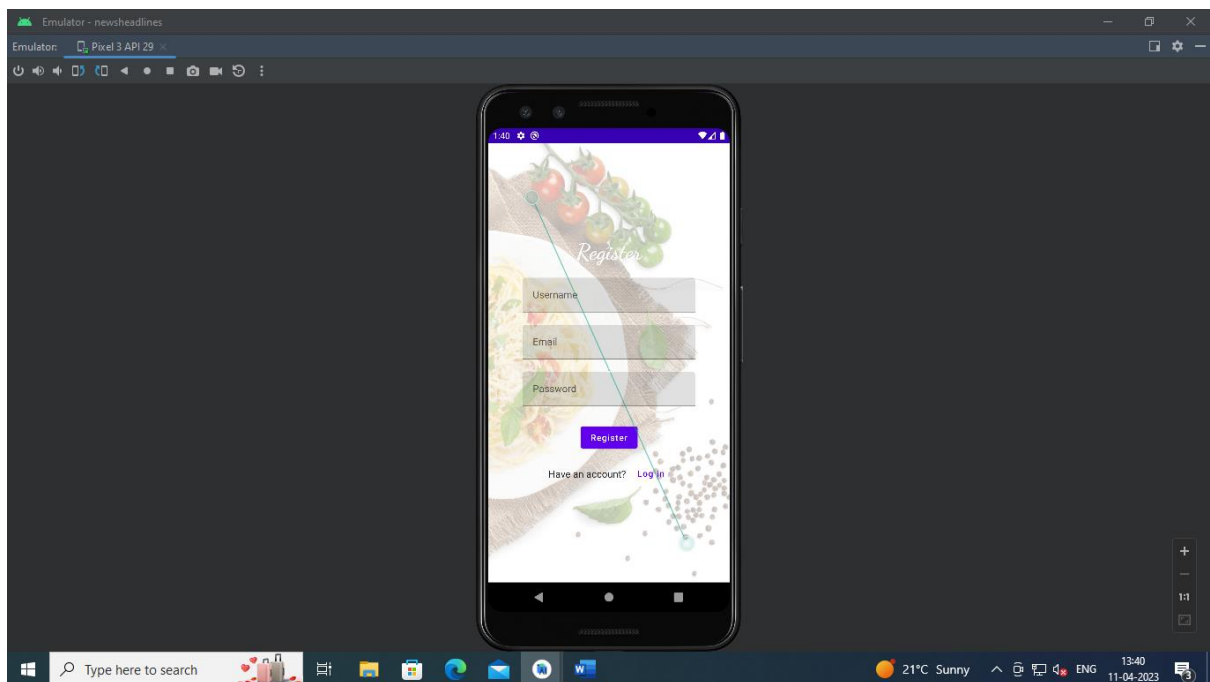 Emulator - newsheadlines
Emulator: Pixel 3 API 29
1:40
Register
Username
Email
Password
Register
Have an account? Log in
1:1
Type here to search
21°C Sunny
ENG
13:40
11-04-2023
3